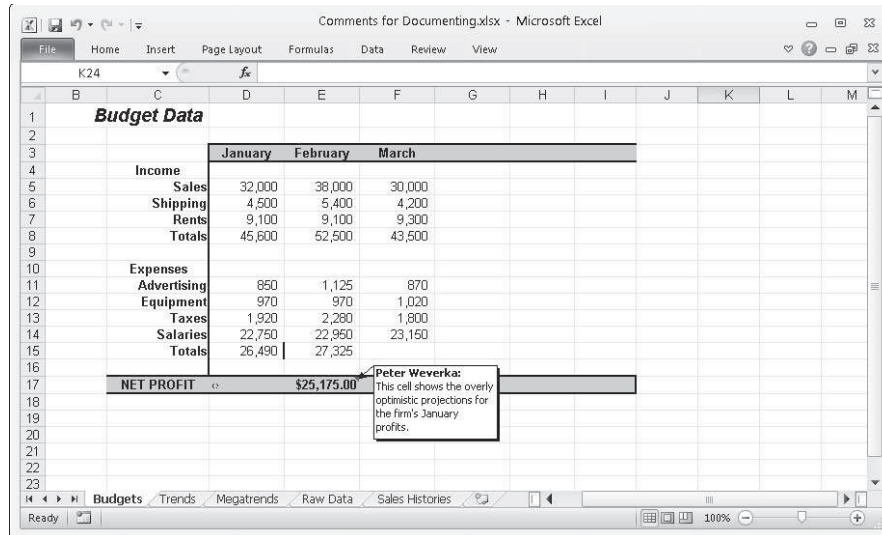 Comments for Documenting.xlsx - Microsoft Excel
File Home Insert Page Layout Formulas Data Review View
K24 fx
B C D E F G H I J K L M
1 Budget Data
2
3 January February March
4 Income
5 Sales 32,000 38,000 30,000
6 Shipping 4,500 5,400 4,200
7 Rents 9,100 9,100 9,300
8 Totals 45,600 52,500 43,500
9
10 Expenses
11 Advertising 850 1,125 870
12 Equipment 970 970 1,020
13 Taxes 1,920 2,280 1,800
14 Salaries 22,750 22,950 23,150
15 Totals 26,490 27,325
16
17 NET PROFIT $25,175.00
Peter Weverka:
This cell shows the overly
optimistic projections for
the firm's January
profits.
18
19
20
21
22
23
Budgets Trends Megatrends Raw Data Sales Histories
Ready 100%